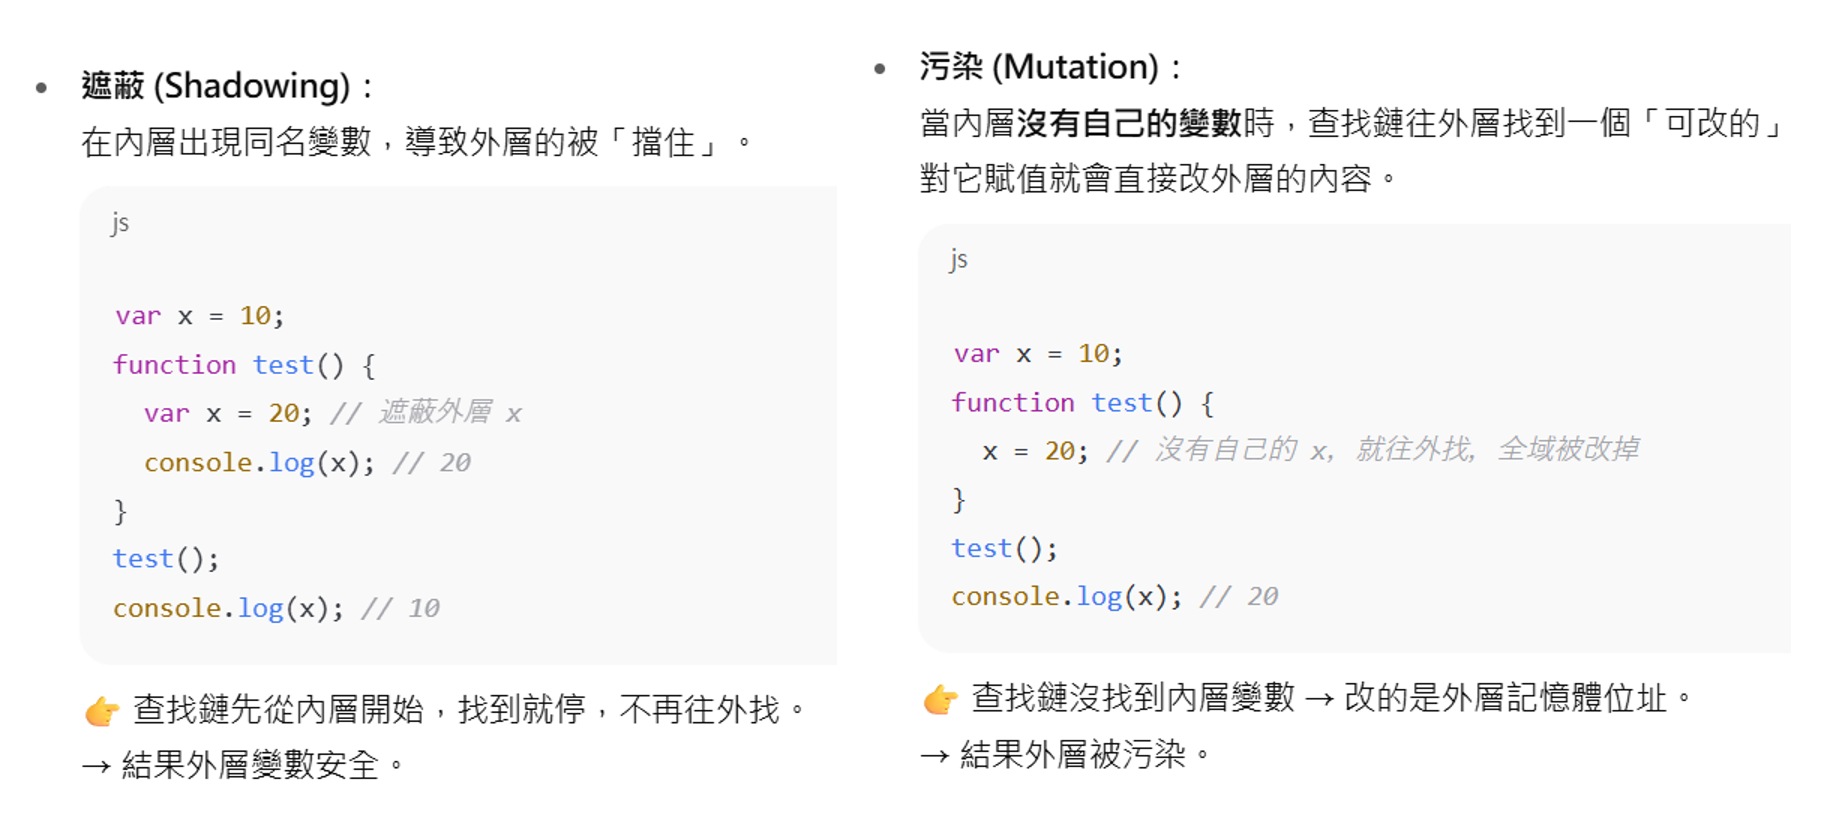 • 遮蔽 (Shadowing)：
在內層出現同名變數，導致外層的被「擋住」。
js
var x = 10;
function test() {
  var x = 20; // 遮蔽外層 x
  console.log(x); // 20
}
test();
console.log(x); // 10
👉 查找鏈先從內層開始，找到就停，不再往外找。
→ 結果外層變數安全。
• 污染 (Mutation)：
當內層沒有自己的變數時，查找鏈往外層找到一個「可改的」
對它賦值就會直接改外層的內容。
js
var x = 10;
function test() {
  x = 20; // 沒有自己的 x, 就往外找, 全域被改掉
}
test();
console.log(x); // 20
👉 查找鏈沒找到內層變數 → 改的是外層記憶體位址。
→ 結果外層被污染。